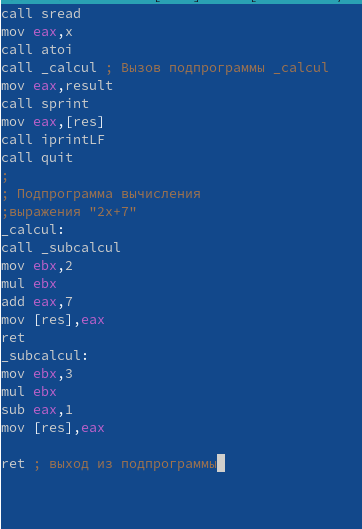 call sread
mov eax,x
call atoi
call _calcul ; Вызов подпрограммы _calcul
mov eax,result
call sprint
mov eax,[res]
call iprintLF
call quit
;
; Подпрограмма вычисления
;выражения "2x+7"
_calcul:
call _subcalcul
mov ebx,2
mul ebx
add eax,7
mov [res],eax
ret
_subcalcul:
mov ebx,3
mul ebx
sub eax,1
mov [res],eax

ret ; выход из подпрограммы